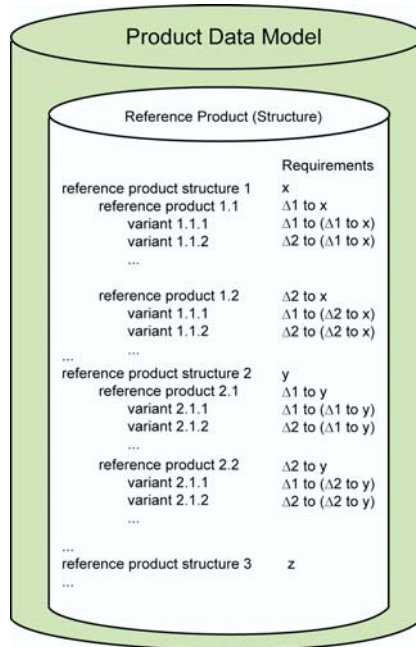 Product Data Model
Reference Product (Structure)
Requirements
reference product structure 1 x
reference product 1.1 Δ1 to x
variant 1.1.1 Δ1 to (Δ1 to x)
variant 1.1.2 Δ2 to (Δ1 to x)
...
reference product 1.2 Δ2 to x
variant 1.1.1 Δ1 to (Δ2 to x)
variant 1.1.2 Δ2 to (Δ2 to x)
... ...
reference product structure 2 y
reference product 2.1 Δ1 to y
variant 2.1.1 Δ1 to (Δ1 to y)
variant 2.1.2 Δ2 to (Δ1 to y)
...
reference product 2.2 Δ2 to y
variant 2.1.1 Δ1 to (Δ2 to y)
variant 2.1.2 Δ2 to (Δ2 to y)
...
...
reference product structure 3 z
...